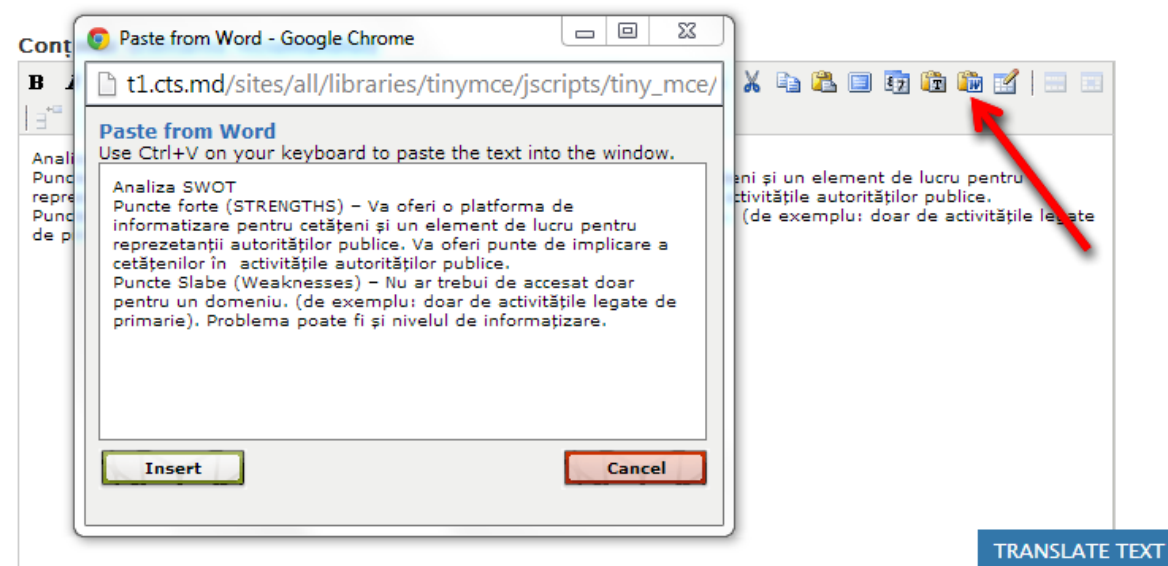 Paste from Word - Google Chrome
Conț
B
t1.cts.md/sites/all/libraries/tinymce/jscripts/tiny_mce/
Paste from Word
Use Ctrl+V on your keyboard to paste the text into the window.
Anali
Punc
repre
Punc
de p
Analiza SWOT
Puncte forte (STRENGTHS) – Va oferi o platforma de
informatizare pentru cetățeni și un element de lucru pentru
reprezetanții autorităților publice. Va oferi punte de implicare a
cetățenilor în  activitățile autorităților publice.
Puncte Slabe (Weaknesses) – Nu ar trebui de accesat doar
pentru un domeniu. (de exemplu: doar de activitățile legate de
primarie). Problema poate fi și nivelul de informațizare.
eni și un element de lucru pentru
ctivitățile autorităților publice.
(de exemplu: doar de activitățile legate
Insert
Cancel
TRANSLATE TEXT